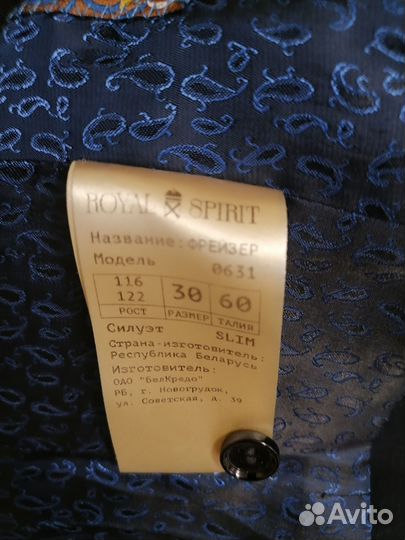 ROYAL SPIRIT
Название: ФРЕЙЗЕР
Модель 0631
116 122 30 60
РОСТ РАЗМЕР ТАЛИЯ
Силуэт SLIM
Страна-изготовитель:
Республика Беларусь
Изготовитель:
ОАО "БелКредо"
РБ, г. Новогрудок,
ул. Советская, д. 39
Avito